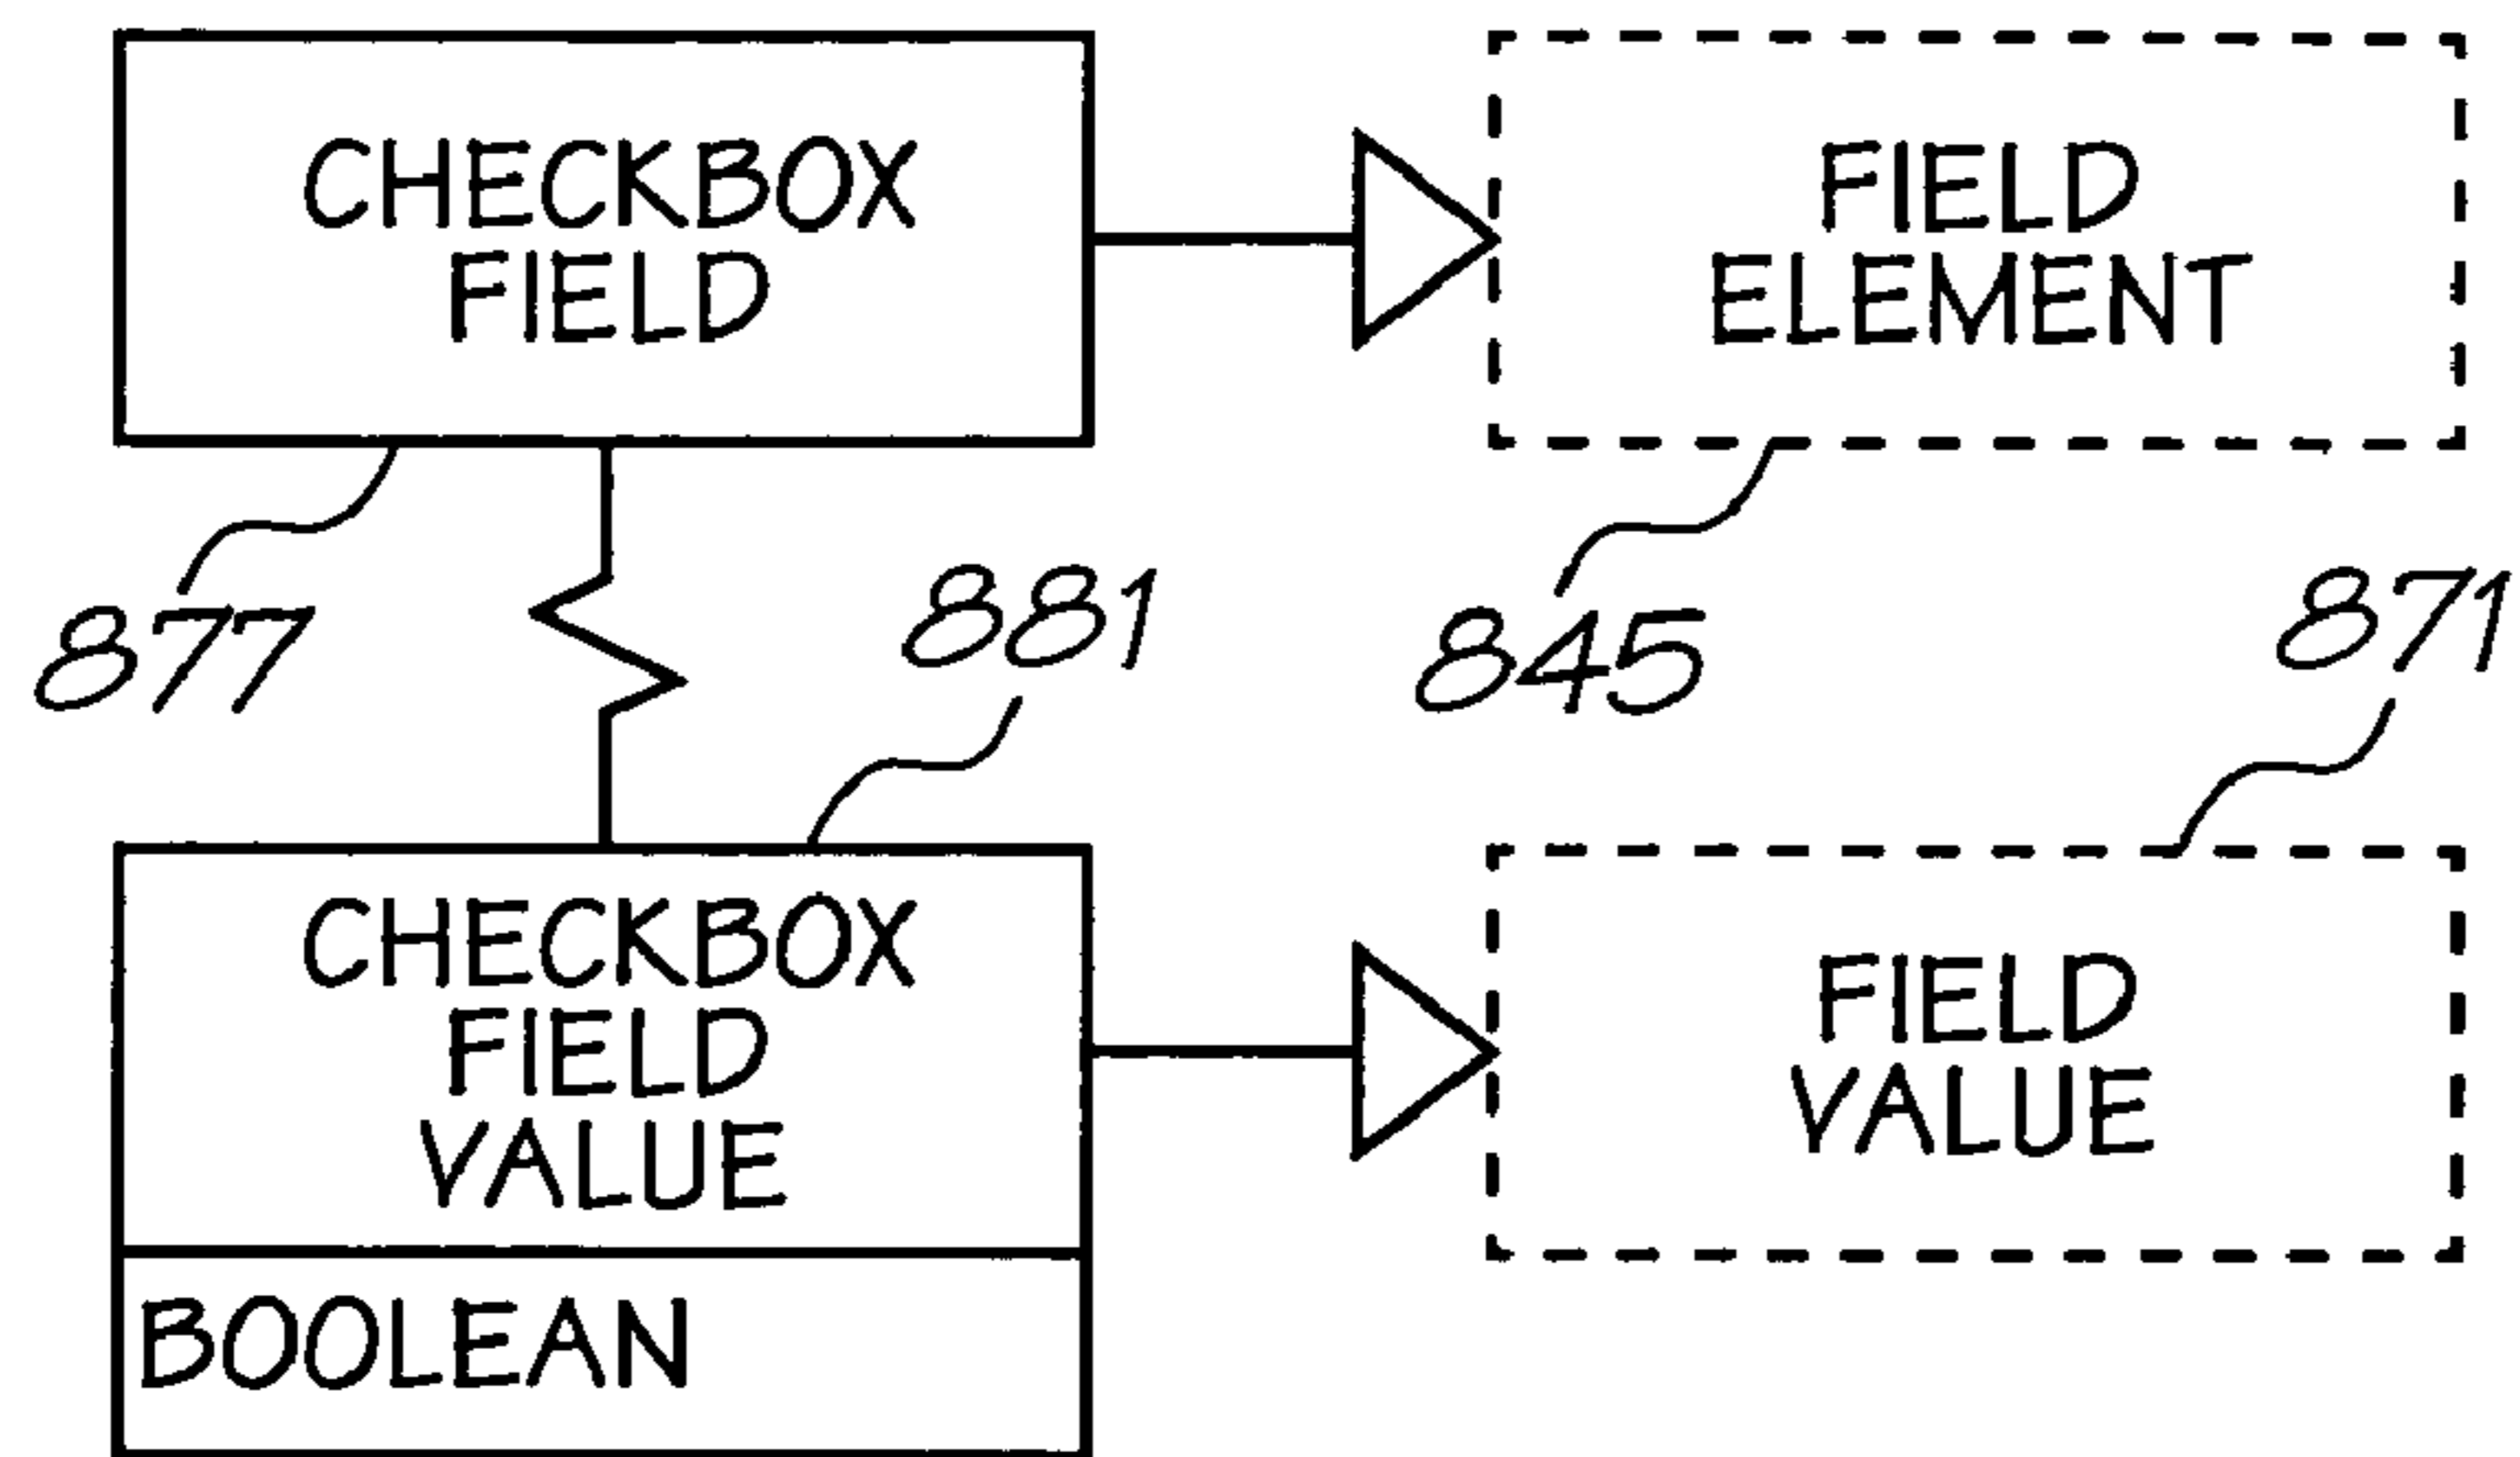 CHECKBOX
FIELD
FIELD
ELEMENT
877
881
845
871
CHECKBOX
FIELD
VALUE
BOOLEAN
FIELD
VALUE